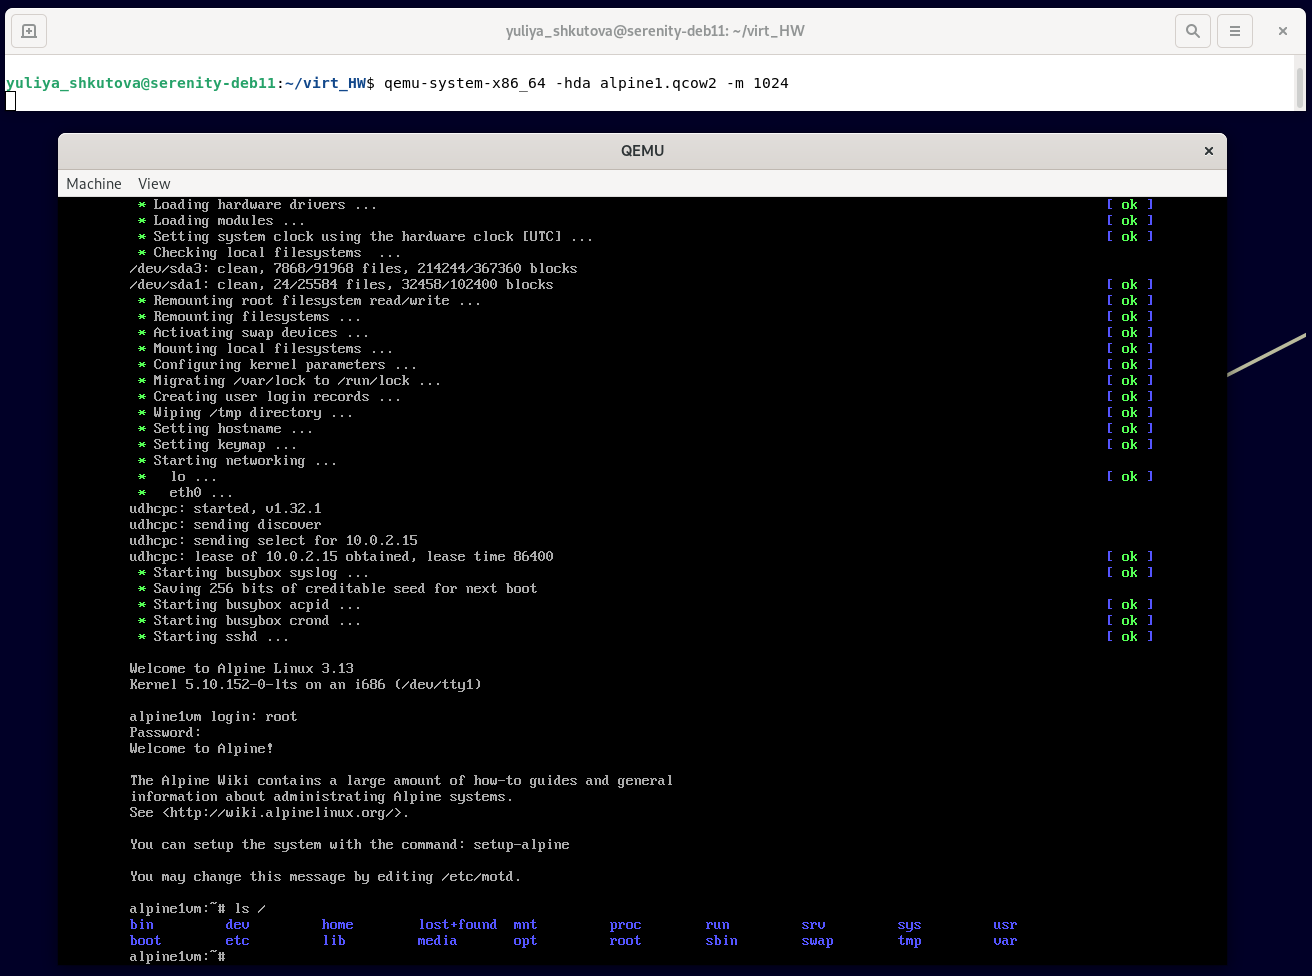 yuliya_shkutova@serenity-deb11: ~/virt_HW
yuliya_shkutova@serenity-deb11:~/virt_HW$ qemu-system-x86_64 -hda alpine1.qcow2 -m 1024
QEMU
Machine View
* Loading hardware drivers ... [ ok ]
* Loading modules ... [ ok ]
* Setting system clock using the hardware clock [UTC] ... [ ok ]
* Checking local filesystems  ...
/dev/sda3: clean, 7868/91968 files, 214244/367360 blocks
/dev/sda1: clean, 24/25584 files, 32458/102400 blocks [ ok ]
* Remounting root filesystem read/write ... [ ok ]
* Remounting filesystems ... [ ok ]
* Activating swap devices ... [ ok ]
* Mounting local filesystems ... [ ok ]
* Configuring kernel parameters ... [ ok ]
* Migrating /var/lock to /run/lock ... [ ok ]
* Creating user login records ... [ ok ]
* Wiping /tmp directory ... [ ok ]
* Setting hostname ... [ ok ]
* Setting keymap ... [ ok ]
* Starting networking ...
*   lo ... [ ok ]
*   eth0 ...
udhcpc: started, v1.32.1
udhcpc: sending discover
udhcpc: sending select for 10.0.2.15
udhcpc: lease of 10.0.2.15 obtained, lease time 86400 [ ok ]
* Starting busybox syslog ... [ ok ]
* Saving 256 bits of creditable seed for next boot
* Starting busybox acpid ... [ ok ]
* Starting busybox crond ... [ ok ]
* Starting sshd ... [ ok ]
Welcome to Alpine Linux 3.13
Kernel 5.10.152-0-lts on an i686 (/dev/tty1)
alpine1vm login: root
Password:
Welcome to Alpine!
The Alpine Wiki contains a large amount of how-to guides and general
information about administrating Alpine systems.
See <http://wiki.alpinelinux.org/>.
You can setup the system with the command: setup-alpine
You may change this message by editing /etc/motd.
alpine1vm:~# ls /
bin dev home lost+found mnt proc run srv sys usr
boot etc lib media opt root sbin swap tmp var
alpine1vm:~#